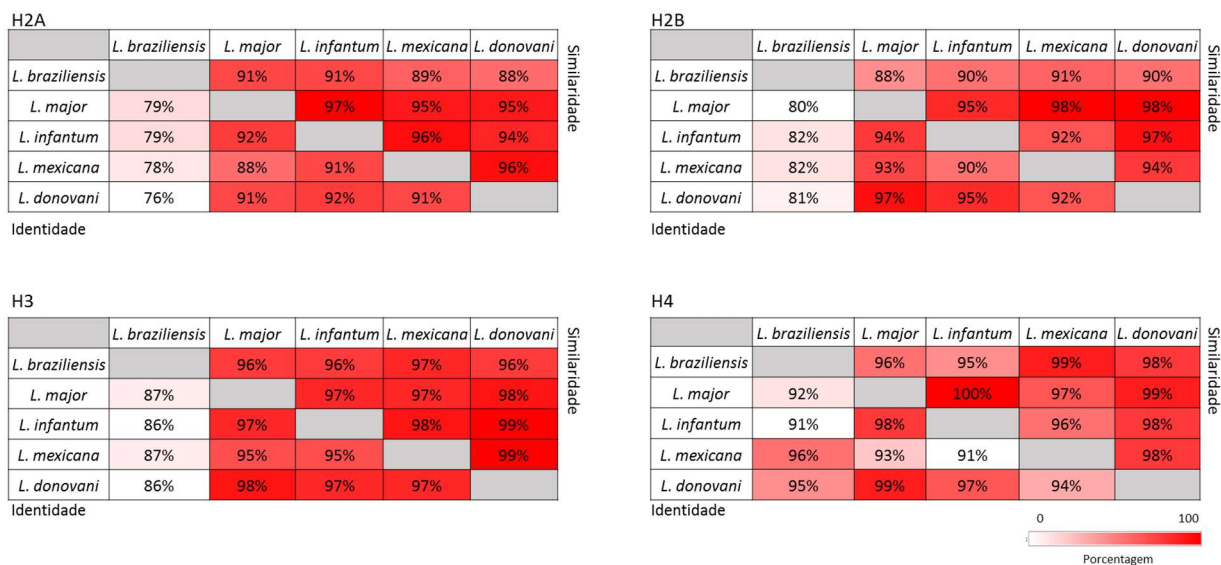 H2A
L. braziliensis L. major L. infantum L. mexicana L. donovani
L. braziliensis 91% 91% 89% 88%
L. major 79% 97% 95% 95%
L. infantum 79% 92% 96% 94%
L. mexicana 78% 88% 91% 96%
L. donovani 76% 91% 92% 91%
Identidade
Similaridade
H2B
L. braziliensis L. major L. infantum L. mexicana L. donovani
L. braziliensis 88% 90% 91% 90%
L. major 80% 95% 98% 98%
L. infantum 82% 94% 92% 97%
L. mexicana 82% 93% 90% 94%
L. donovani 81% 97% 95% 92%
Identidade
Similaridade
H3
L. braziliensis L. major L. infantum L. mexicana L. donovani
L. braziliensis 96% 96% 97% 96%
L. major 87% 97% 97% 98%
L. infantum 86% 97% 98% 99%
L. mexicana 87% 95% 95% 99%
L. donovani 86% 98% 97% 97%
Identidade
Similaridade
H4
L. braziliensis L. major L. infantum L. mexicana L. donovani
L. braziliensis 96% 95% 99% 98%
L. major 92% 100% 97% 99%
L. infantum 91% 98% 96% 98%
L. mexicana 96% 93% 91% 98%
L. donovani 95% 99% 97% 94%
Identidade
Similaridade
0 100
Porcentagem